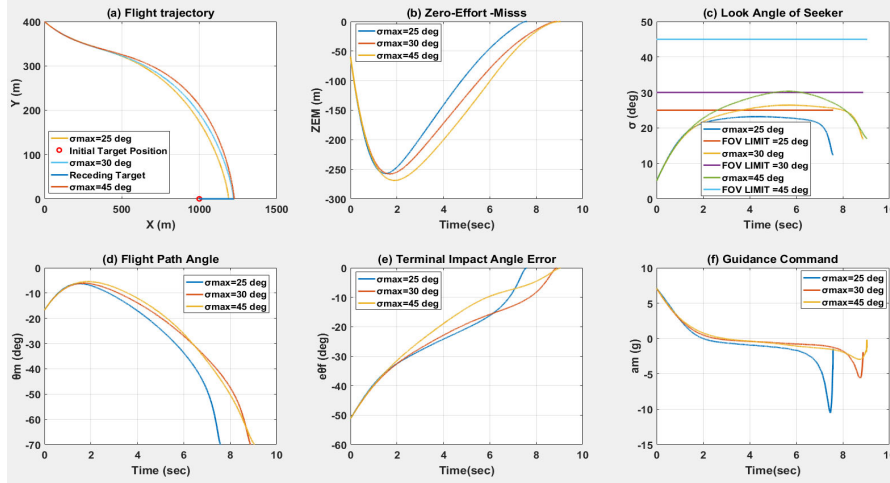 (a) Flight trajectory
400
300
200
100
0
0
500
1000
1500
Y (m)
X (m)
σmax=25 deg
Initial Target Position
σmax=30 deg
Receding Target
σmax=45 deg
(b) Zero-Effort -Misss
0
-50
-100
-150
-200
-250
-300
-350
0
2
4
6
8
10
ZEM (m)
Time(sec)
σmax=25 deg
σmax=30 deg
σmax=45 deg
(c) Look Angle of Seeker
50
40
30
20
10
0
0
2
4
6
8
10
σ (deg)
Time(sec)
σmax=25 deg
FOV LIMIT =25 deg
σmax=30 deg
FOV LIMIT =30 deg
σmax=45 deg
FOV LIMIT =45 deg
(d) Flight Path Angle
0
-10
-20
-30
-40
-50
-60
-70
0
2
4
6
8
10
θm (deg)
Time (sec)
σmax=25 deg
σmax=30 deg
σmax=45 deg
(e) Terminal Impact Angle Error
0
-10
-20
-30
-40
-50
-60
0
2
4
6
8
10
eθf (deg)
Time(sec)
σmax=25 deg
σmax=30 deg
σmax=45 deg
(f) Guidance Command
10
5
0
-5
-10
-15
0
2
4
6
8
10
am (g)
Time (sec)
σmax=25 deg
σmax=30 deg
σmax=45 deg